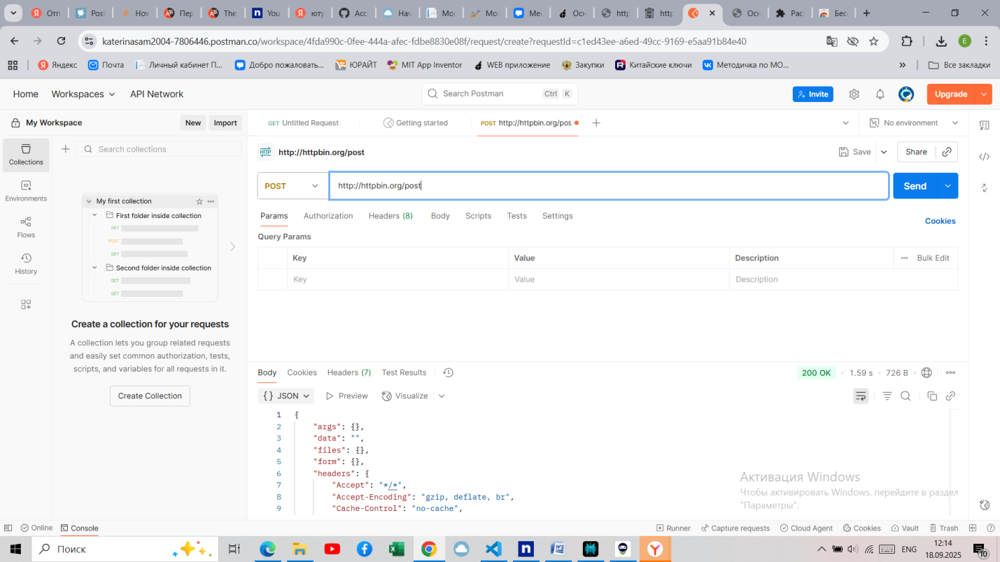 Отп
Post
How
Пер
The
You
юту
Acc
Нач
Мос
Мо
Мес
Осн
http
http
Осн
Рас
Бес
katerinasam2004-7806446.postman.co/workspace/4fda990c-0fee-444a-afec-fdbe8830e08f/request/create?requestId=c1ed43ee-a6ed-49cc-9169-e5aa91b84e40
E
Яндекс
Почта
Личный кабинет П...
Добро пожаловать...
ЮРАЙТ
MIT App Inventor
WEB приложение
Закупки
Китайские ключи
Методичка по МО...
Все закладки
Home
Workspaces
API Network
Search Postman
Ctrl K
Invite
Upgrade
My Workspace
New
Import
GET Untitled Request
Getting started
POST http://httpbin.org/pos
No environment
Collections
Search collections
HTTP http://httpbin.org/post
Save
Share
Environments
Flows
History
POST
http://httpbin.org/post
Send
My first collection
First folder inside collection
GET
POST
GET
Second folder inside collection
GET
GET
Params
Authorization
Headers (8)
Body
Scripts
Tests
Settings
Cookies
Query Params
Key
Value
Description
Bulk Edit
Key
Value
Description
Create a collection for your requests
A collection lets you group related requests
and easily set common authorization, tests,
scripts, and variables for all requests in it.
Create Collection
Body
Cookies
Headers (7)
Test Results
200 OK
1.59 s
726 B
{ } JSON
Preview
Visualize
1 {
2 "args": {},
3 "data": "",
4 "files": {},
5 "form": {},
6 "headers": {
7 "Accept": "*/*",
8 "Accept-Encoding": "gzip, deflate, br",
9 "Cache-Control": "no-cache",
Активация Windows
Чтобы активировать Windows, перейдите в раздел
"Параметры".
Online
Console
Runner
Capture requests
Cloud Agent
Cookies
Vault
Trash
Поиск
ENG
12:14
18.09.2025
10